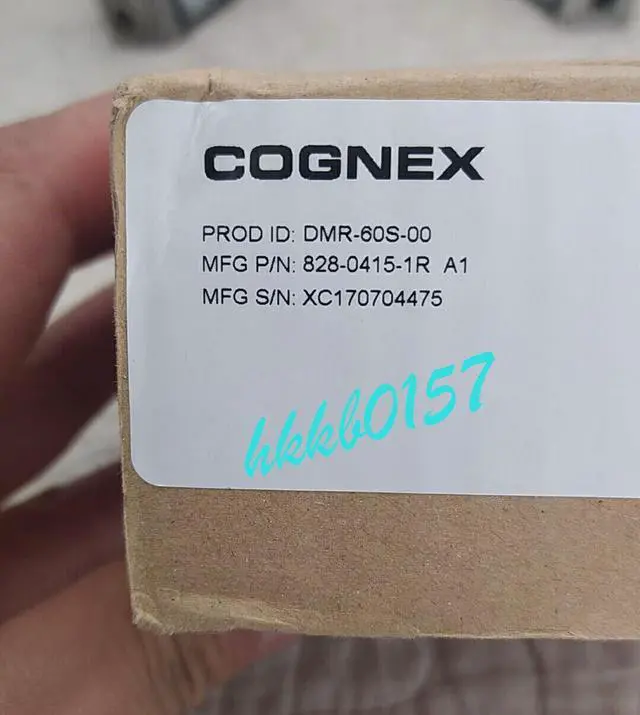 COGNEX
PROD ID: DMR-60S-00
MFG P/N: 828-0415-1R A1
MFG S/N: XC170704475
hkkb0157